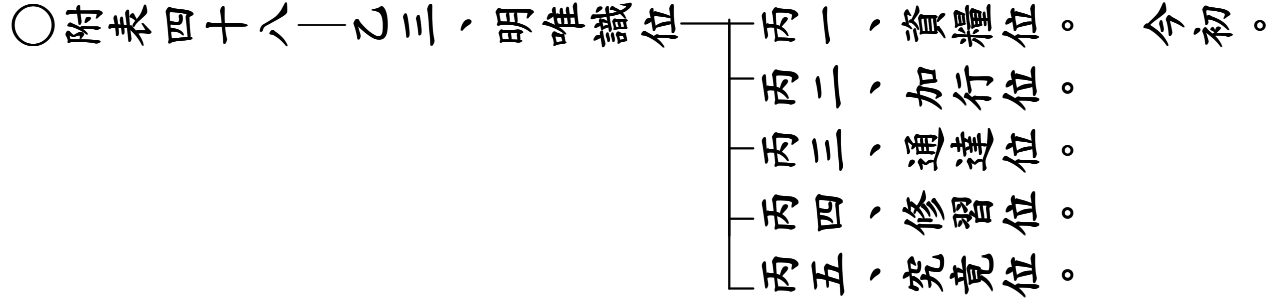 ○附表四十八─乙三、明唯識位
丙一、資糧位。 今初。
丙二、加行位。
丙三、通達位。
丙四、修習位。
丙五、究竟位。